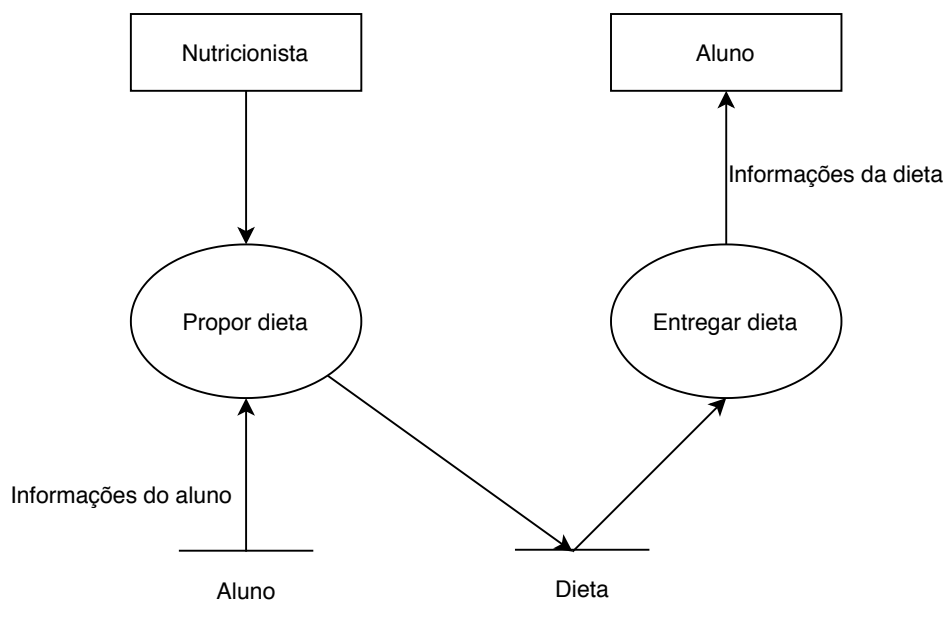 Nutricionista
Aluno
Informações da dieta
Propor dieta
Entregar dieta
Informações do aluno
Aluno
Dieta